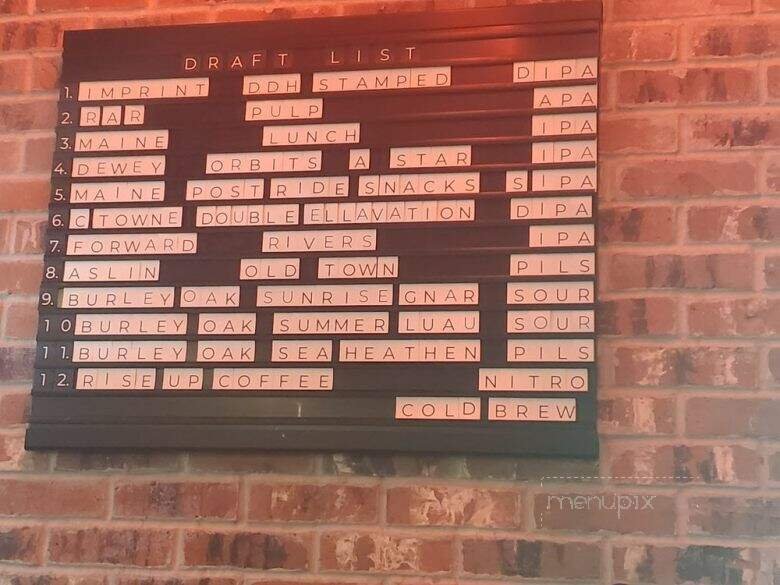 DRAFT LIST
1. IMPRINT DDH STAMPED DIPA
2. RAR PULP APA
3. MAINE LUNCH IPA
4. DEWEY ORBITS A STAR IPA
5. MAINE POST RIDE SNACKS S IPA
6. C TOWNE DOUBLE ELLAVATION DIPA
7. FORWARD RIVERS IPA
8. ASLIN OLD TOWN PILS
9. BURLEY OAK SUNRISE GNAR SOUR
10 BURLEY OAK SUMMER LUAU SOUR
11. BURLEY OAK SEA HEATHEN PILS
12. RISE UP COFFEE NITRO
COLD BREW
menupix